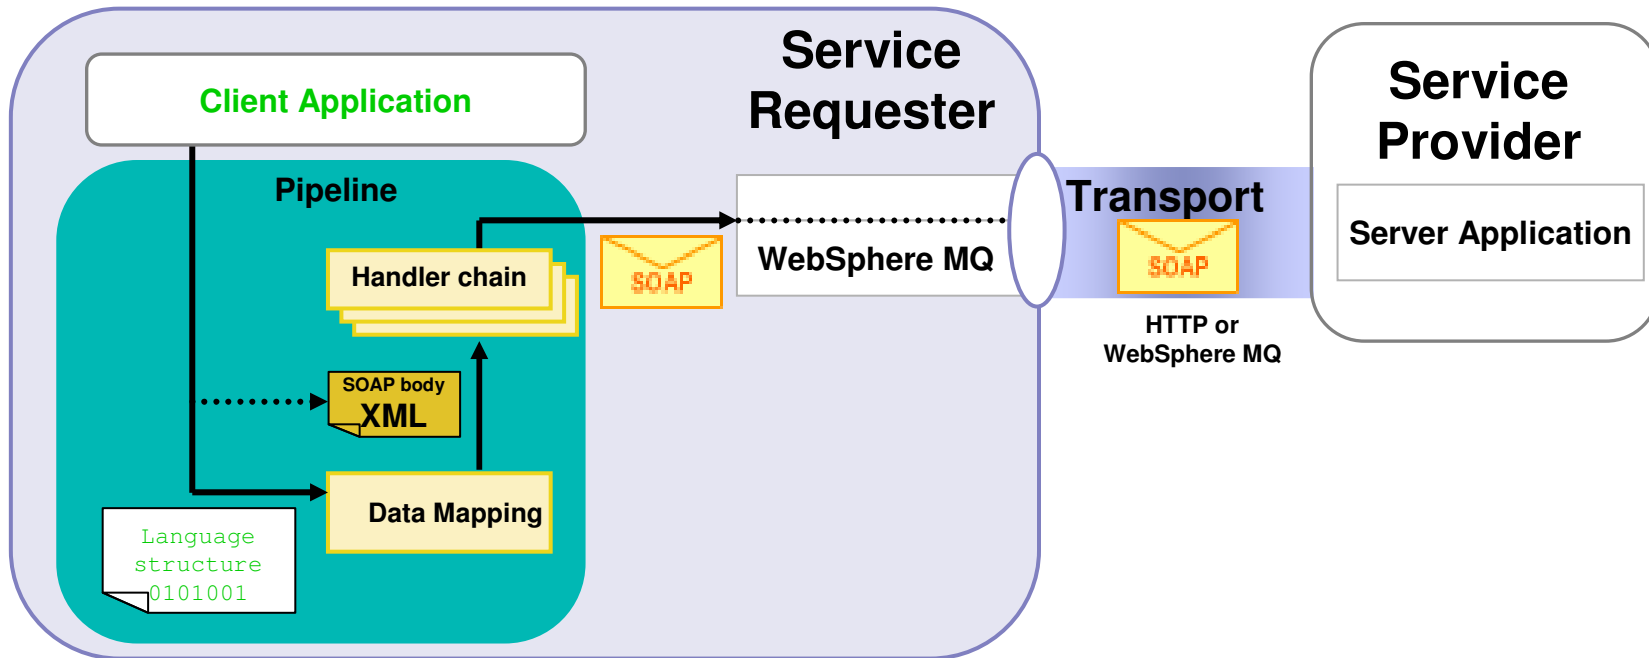 Service
Requester
Client Application
Pipeline
Handler chain
SOAP
WebSphere MQ
SOAP body
XML
Data Mapping
Language
structure
0101001
Transport
SOAP
HTTP or
WebSphere MQ
Service
Provider
Server Application